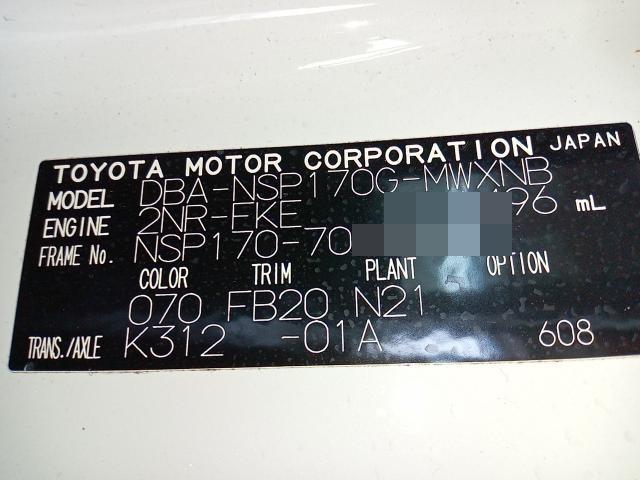 TOYOTA MOTOR CORPORATION JAPAN
MODEL DBA-NSP170G-MWXNB
ENGINE 2NR-FKE 96 mL
FRAME No. NSP170-70
COLOR TRIM PLANT OPTION
070 FB20 N21
TRANS./AXLE K312 -01A 608